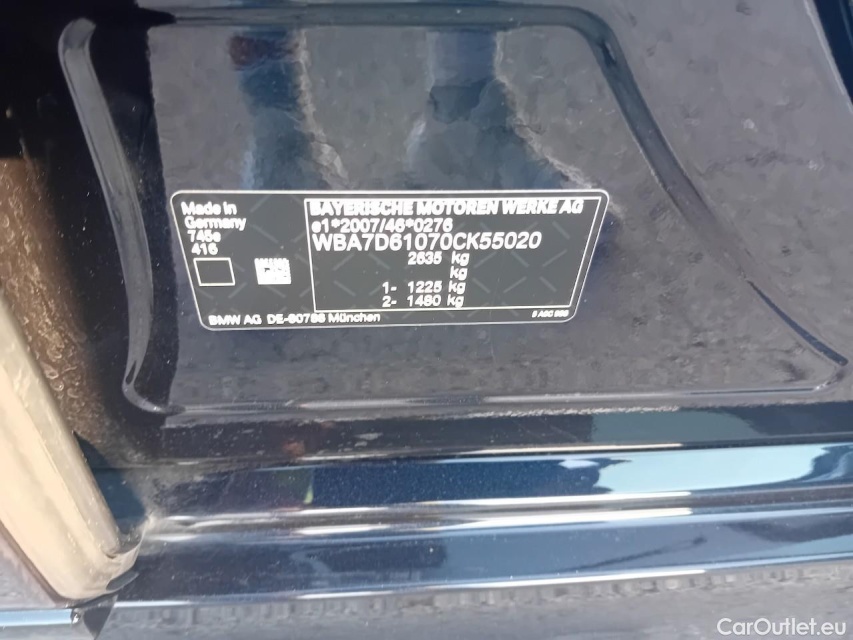 Made in
Germany
745e
416
BAYERISCHE MOTOREN WERKE AG
e1*2007/46*0276
WBA7D61070CK55020
2635 kg
kg
1- 1225 kg
2- 1480 kg
BMW AG DE-80788 München
CarOutlet.eu